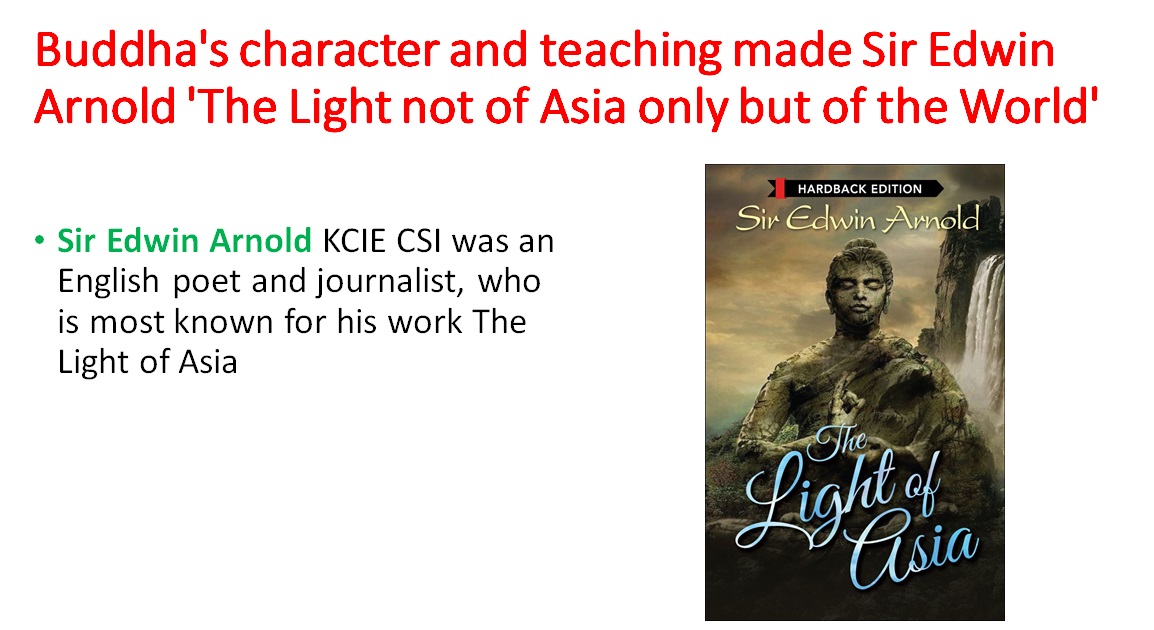 Buddha's character and teaching made Sir Edwin
Arnold 'The Light not of Asia only but of the World'
• Sir Edwin Arnold KCIE CSI was an
English poet and journalist, who
is most known for his work The
Light of Asia
HARDBACK EDITION
Sir Edwin Arnold
The
Light of
Asia